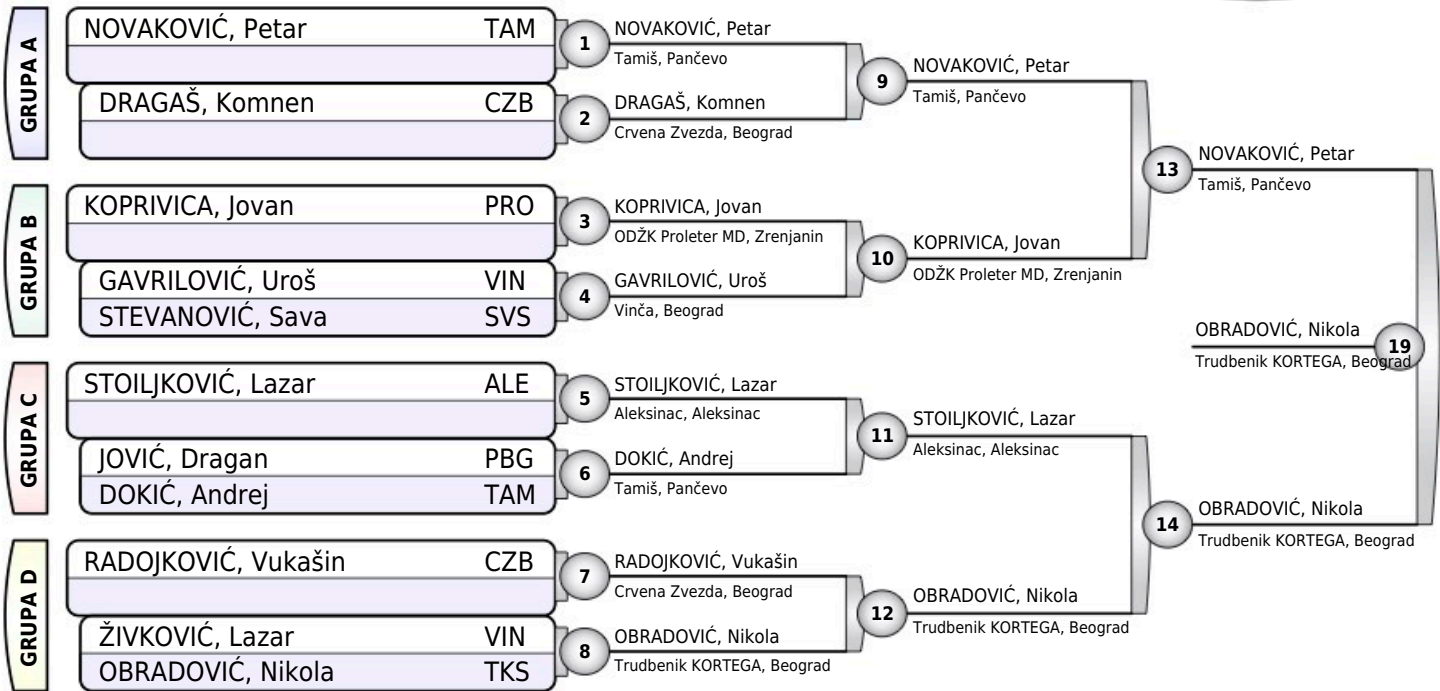 GRUPA A
NOVAKOVIĆ, Petar TAM
DRAGAŠ, Komnen CZB
GRUPA B
KOPRIVICA, Jovan PRO
GAVRILOVIĆ, Uroš VIN
STEVANOVIĆ, Sava SVS
GRUPA C
STOILJKOVIĆ, Lazar ALE
JOVIĆ, Dragan PBG
DOKIĆ, Andrej TAM
GRUPA D
RADOJKOVIĆ, Vukašin CZB
ŽIVKOVIĆ, Lazar VIN
OBRADOVIĆ, Nikola TKS
1
NOVAKOVIĆ, Petar
Tamiš, Pančevo
2
DRAGAŠ, Komnen
Crvena Zvezda, Beograd
3
KOPRIVICA, Jovan
ODŽK Proleter MD, Zrenjanin
4
GAVRILOVIĆ, Uroš
Vinča, Beograd
5
STOILJKOVIĆ, Lazar
Aleksinac, Aleksinac
6
DOKIĆ, Andrej
Tamiš, Pančevo
7
RADOJKOVIĆ, Vukašin
Crvena Zvezda, Beograd
8
OBRADOVIĆ, Nikola
Trudbenik KORTEGA, Beograd
9
NOVAKOVIĆ, Petar
Tamiš, Pančevo
10
KOPRIVICA, Jovan
ODŽK Proleter MD, Zrenjanin
11
STOILJKOVIĆ, Lazar
Aleksinac, Aleksinac
12
OBRADOVIĆ, Nikola
Trudbenik KORTEGA, Beograd
13
NOVAKOVIĆ, Petar
Tamiš, Pančevo
14
OBRADOVIĆ, Nikola
Trudbenik KORTEGA, Beograd
OBRADOVIĆ, Nikola
19
Trudbenik KORTEGA, Beograd